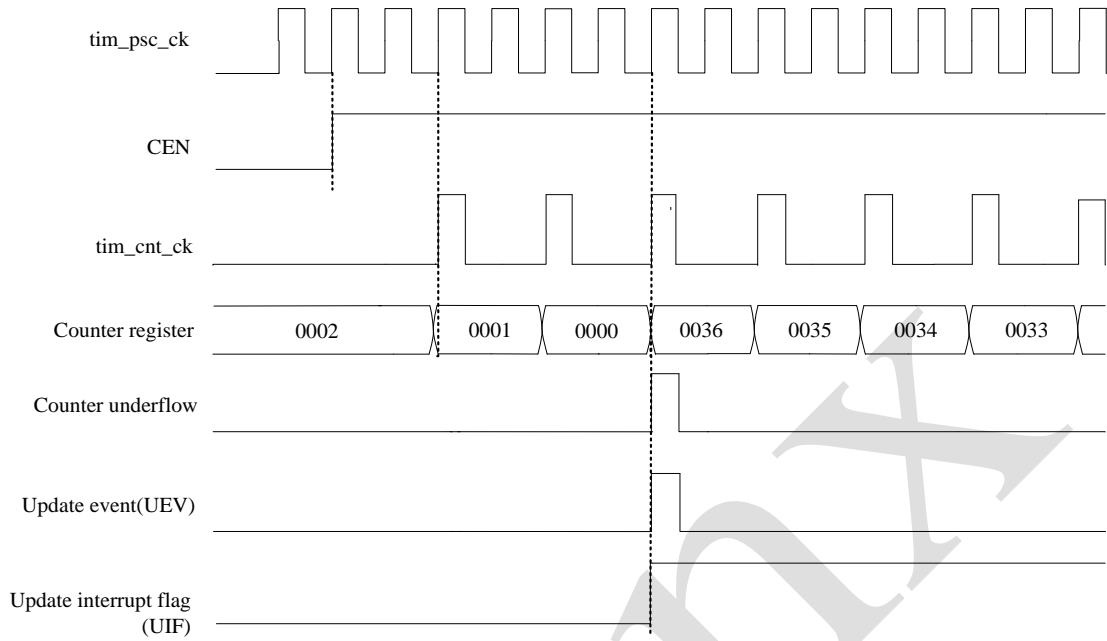 tim_psc_ck
CEN
tim_cnt_ck
Counter register
0002
0001
0000
0036
0035
0034
0033
Counter underflow
Update event(UEV)
Update interrupt flag
(UIF)